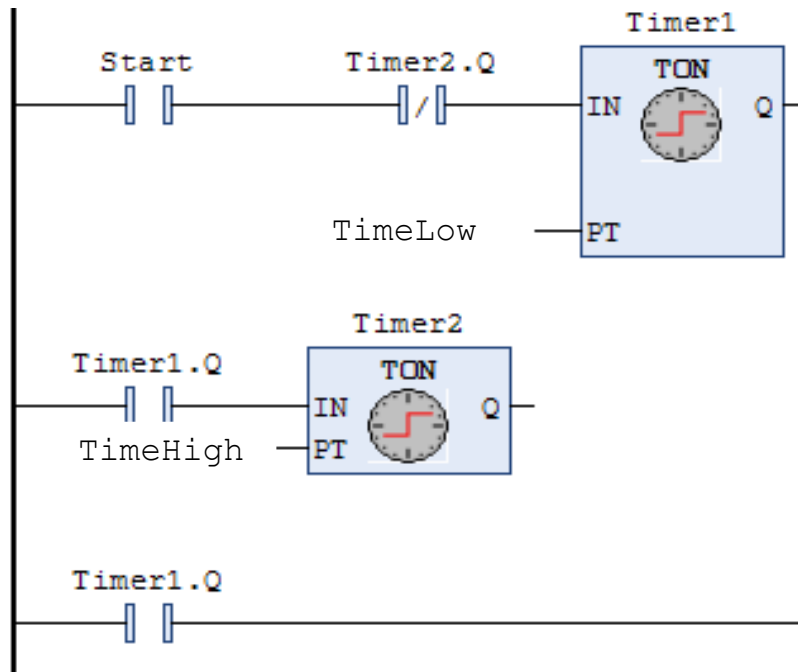 Timer1
Start Timer2.Q TON
/ IN Q
TimeLow PT
Timer2
Timer1.Q TON
IN Q
TimeHigh PT
Timer1.Q